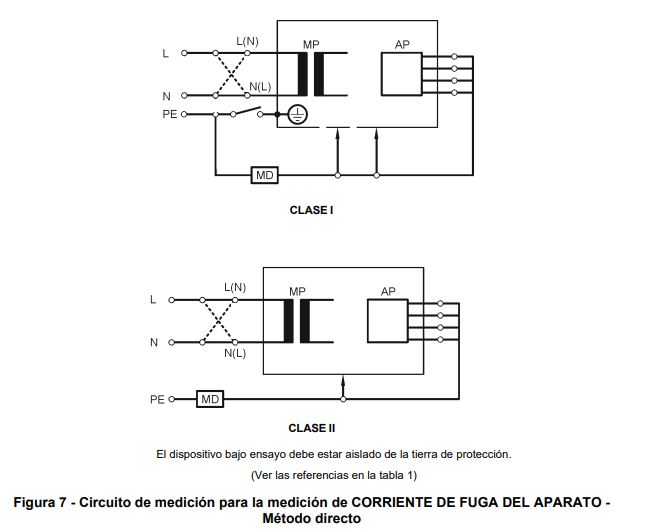 L(N) MP AP
L
N(L)
N
PE
MD
CLASE I
L(N) MP AP
L
N
N(L)
PE MD
CLASE II
El dispositivo bajo ensayo debe estar aislado de la tierra de protección.
(Ver las referencias en la tabla 1)
Figura 7 - Circuito de medición para la medición de CORRIENTE DE FUGA DEL APARATO -
Método directo